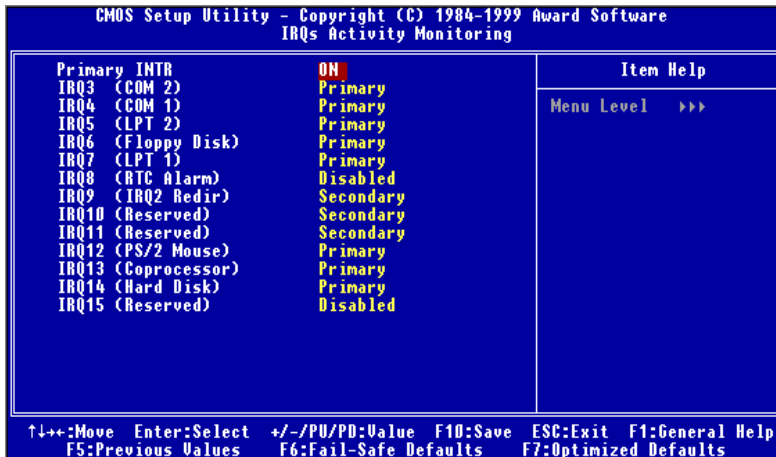 CMOS Setup Utility - Copyright (C) 1984-1999 Award Software
IRQs Activity Monitoring
Primary INTR ON
IRQ3 (COM 2) Primary
IRQ4 (COM 1) Primary
IRQ5 (LPT 2) Primary
IRQ6 (Floppy Disk) Primary
IRQ7 (LPT 1) Primary
IRQ8 (RTC Alarm) Disabled
IRQ9 (IRQ2 Redir) Secondary
IRQ10 (Reserved) Secondary
IRQ11 (Reserved) Secondary
IRQ12 (PS/2 Mouse) Primary
IRQ13 (Coprocessor) Primary
IRQ14 (Hard Disk) Primary
IRQ15 (Reserved) Disabled
Item Help
Menu Level ►►►
↑↓→←:Move Enter:Select +/-/PU/PD:Value F10:Save ESC:Exit F1:General Help
F5:Previous Values F6:Fail-Safe Defaults F7:Optimized Defaults